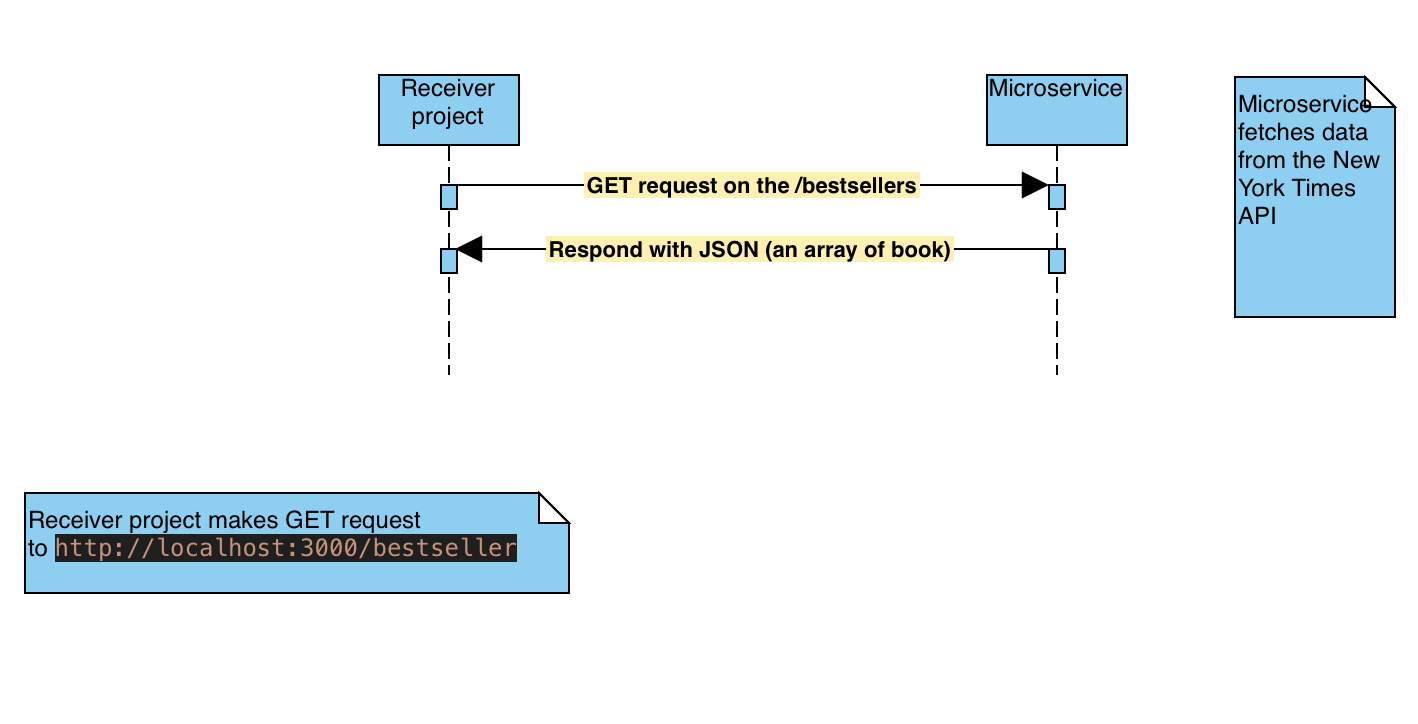 Receiver
project
Microservice
GET request on the /bestsellers
Respond with JSON (an array of book)
Microservice
fetches data
from the New
York Times
API
Receiver project makes GET request
to http://localhost:3000/bestseller